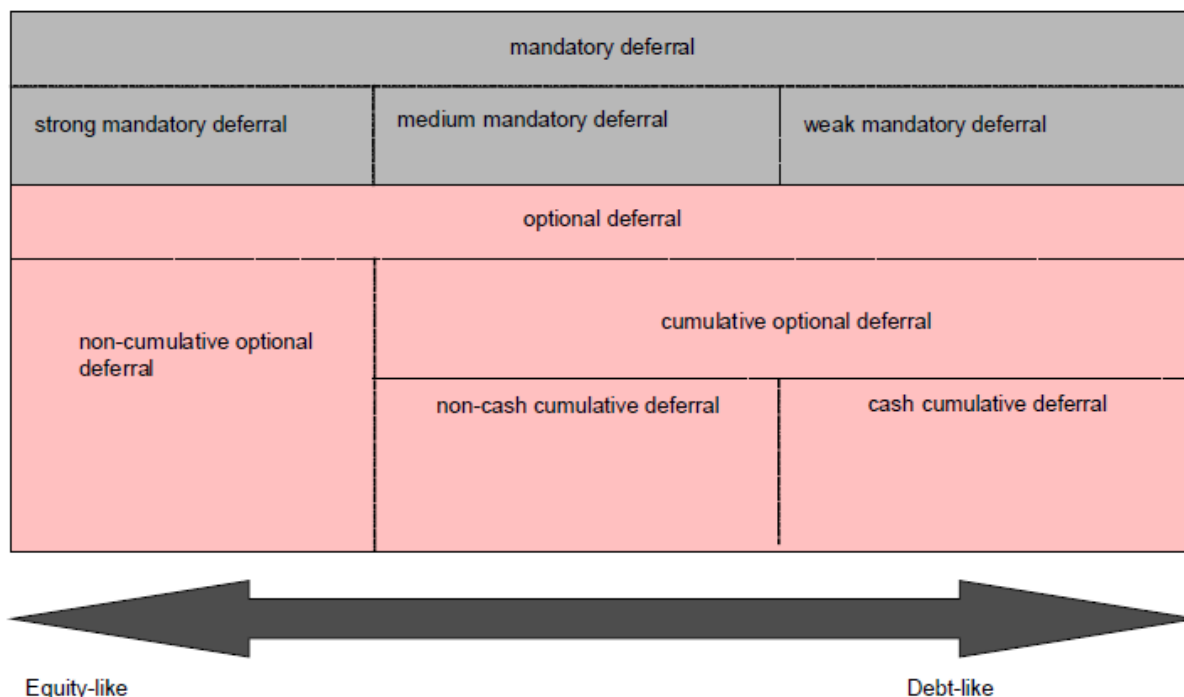 mandatory deferral
strong mandatory deferral
medium mandatory deferral
weak mandatory deferral
optional deferral
non-cumulative optional
deferral
cumulative optional deferral
non-cash cumulative deferral
cash cumulative deferral
Equity-like
Debt-like